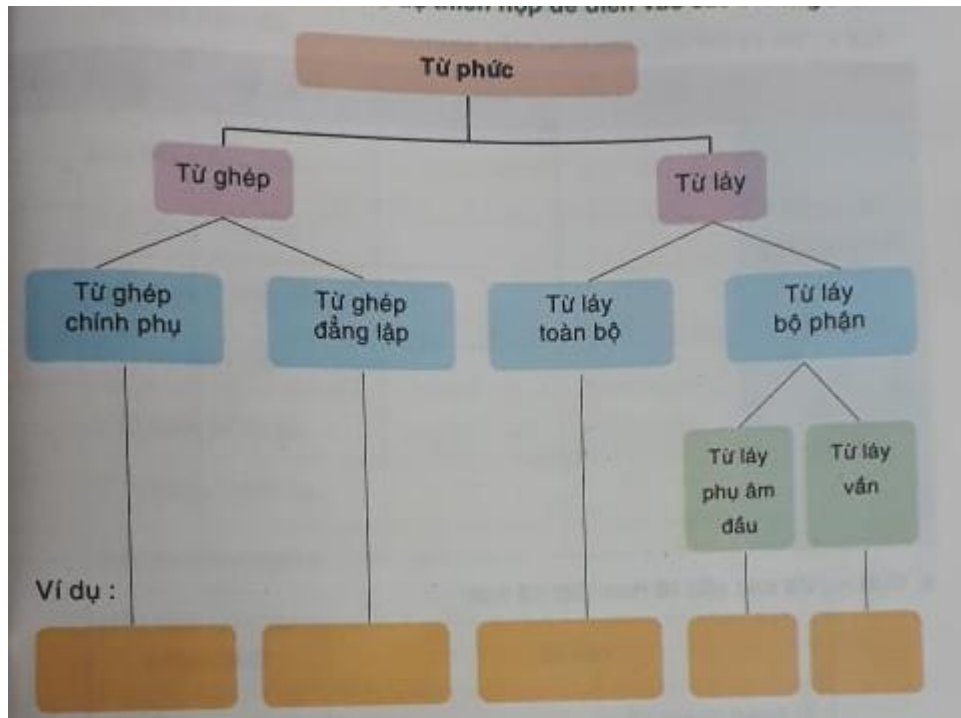 Từ phức
Từ ghép
Từ láy
Từ ghép
chính phụ
Từ ghép
đẳng lập
Từ láy
toàn bộ
Từ láy
bộ phận
Từ láy
phụ âm
đầu
Từ láy
vần
Ví dụ :